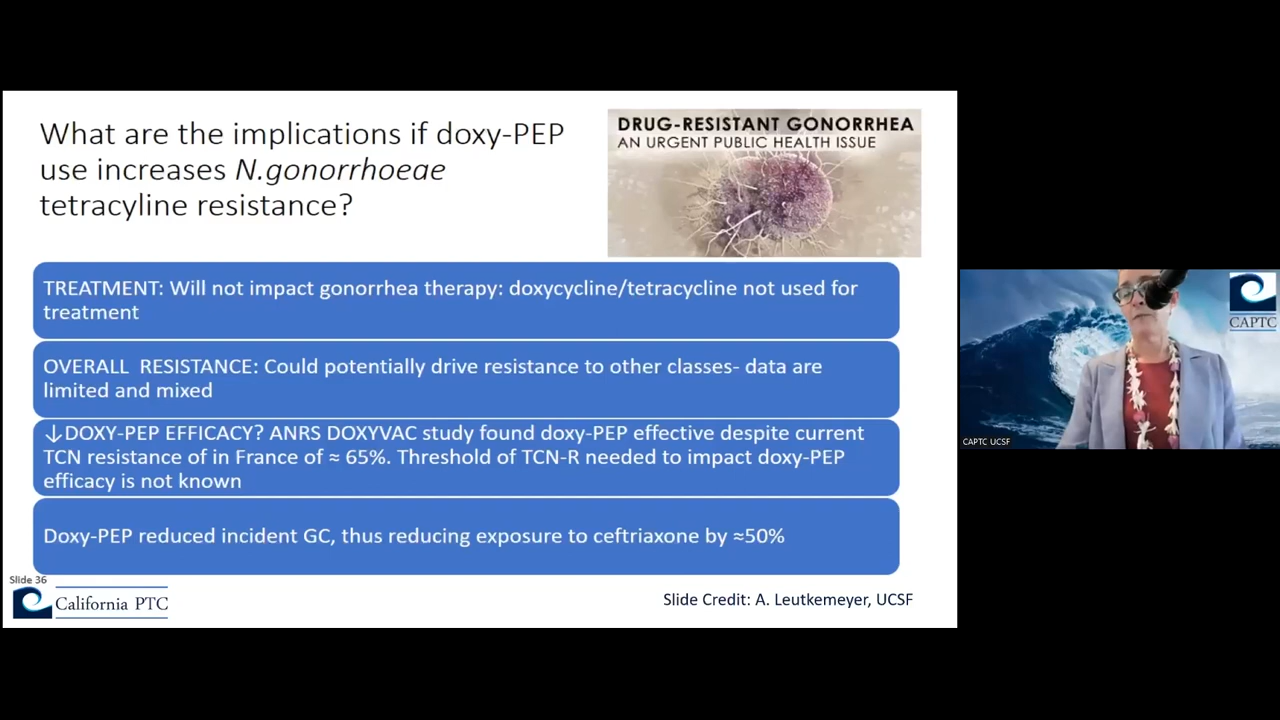 What are the implications if doxy-PEP
use increases N.gonorrhoeae
tetracyline resistance?
DRUG-RESISTANT GONORRHEA
AN URGENT PUBLIC HEALTH ISSUE
TREATMENT: Will not impact gonorrhea therapy: doxycycline/tetracycline not used for
treatment
OVERALL RESISTANCE: Could potentially drive resistance to other classes- data are
limited and mixed
↓DOXY-PEP EFFICACY? ANRS DOXYVAC study found doxy-PEP effective despite current
TCN resistance of in France of ≈ 65%. Threshold of TCN-R needed to impact doxy-PEP
efficacy is not known
Doxy-PEP reduced incident GC, thus reducing exposure to ceftriaxone by ≈50%
Slide 36
California PTC
Slide Credit: A. Leutkemeyer, UCSF
CAPTC
CAPTC UCSF